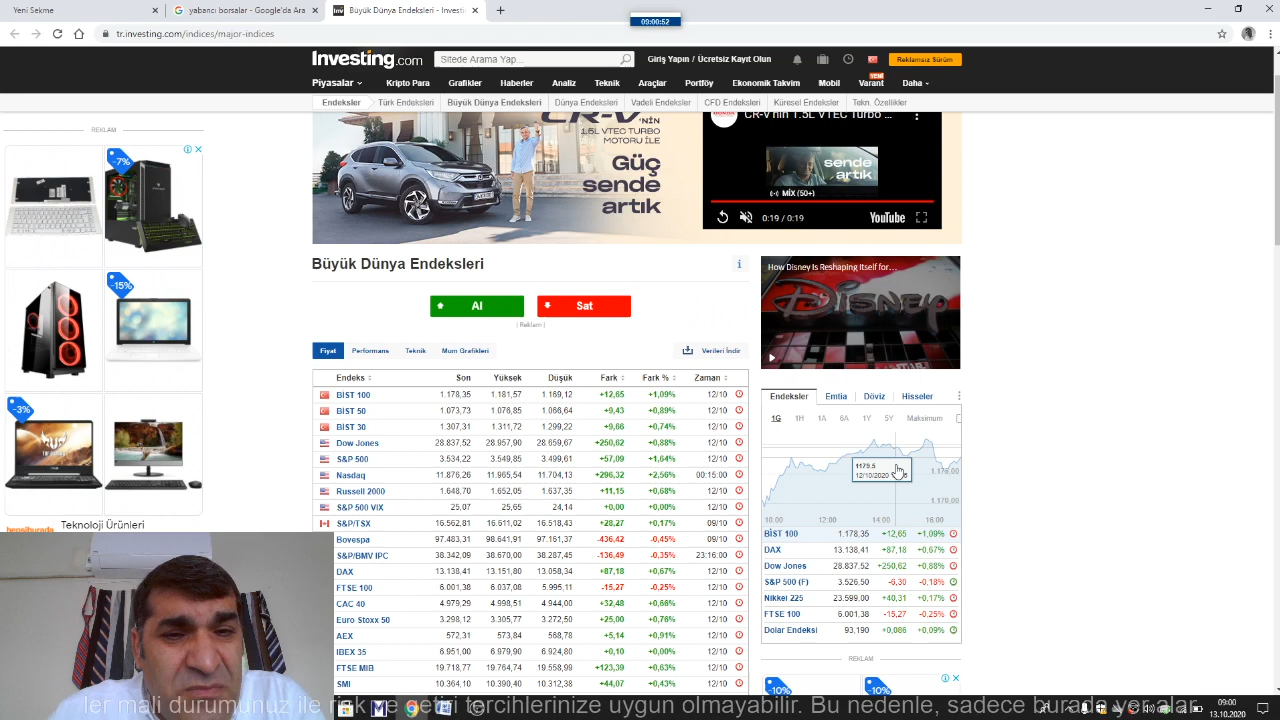 Yeni Sekme
yabancı borsalar - Google'da Ara
Büyük Dünya Endeksleri - Investi
09:00:52
tr.investing.com/indices/major-indices
Investing.com
Sitede Arama Yap...
Giriş Yapın / Ücretsiz Kayıt Olun
Reklamsız Sürüm
Piyasalar Kripto Para Grafikler Haberler Analiz Teknik Araçlar Portföy Ekonomik Takvim Mobil Varant YENİ Daha
Endeksler Türk Endeksleri Büyük Dünya Endeksleri Dünya Endeksleri Vadeli Endeksler CFD Endeksleri Küresel Endeksler Tekn. Özellikler
REKLAM
-7%
-15%
-3%
Teknoloji Ürünleri
CR-V'NİN
1.5L VTEC TURBO
MOTORU İLE
Güç
sende
artık
CR-V'nin 1.5L VTEC Turbo ...
sende
artık
MİX (50+)
0:19 / 0:19
YouTube
Büyük Dünya Endeksleri
Al
Sat
| Reklam |
Fiyat Performans Teknik Mum Grafikleri Verileri İndir
Endeks Son Yüksek Düşük Fark Fark % Zaman
BIST 100 1.178,35 1.181,57 1.169,12 +12,65 +1,09% 12/10
BIST 50 1.073,73 1.076,85 1.066,64 +9,43 +0,89% 12/10
BIST 30 1.307,31 1.311,72 1.299,22 +9,66 +0,74% 12/10
Dow Jones 28.837,52 28.957,90 28.659,67 +250,62 +0,88% 12/10
S&P 500 3.534,22 3.549,85 3.499,61 +57,09 +1,64% 12/10
Nasdaq 11.876,26 11.965,54 11.704,13 +296,32 +2,56% 00:15:00
Russell 2000 1.648,70 1.652,05 1.637,35 +11,15 +0,68% 12/10
S&P 500 VIX 25,07 25,65 24,14 +0,00 +0,00% 12/10
S&P/TSX 16.562,81 16.611,02 16.518,43 +28,27 +0,17% 09/10
Bovespa 97.483,31 98.641,91 97.161,37 -436,42 -0,45% 09/10
S&P/BMV IPC 38.342,09 38.670,00 38.287,45 -136,49 -0,35% 23:16:00
DAX 13.138,41 13.151,80 13.058,34 +87,18 +0,67% 12/10
FTSE 100 6.001,38 6.037,08 5.995,11 -15,27 -0,25% 12/10
CAC 40 4.979,29 4.998,51 4.944,00 +32,48 +0,66% 12/10
Euro Stoxx 50 3.298,12 3.305,77 3.272,50 +25,00 +0,76% 12/10
AEX 572,31 573,84 568,78 +5,14 +0,91% 12/10
IBEX 35 6.951,00 6.979,90 6.924,80 +0,10 0,00% 12/10
FTSE MIB 19.718,77 19.764,74 19.558,99 +123,39 +0,63% 12/10
SMI 10.364,10 10.390,40 10.312,38 +44,07 +0,43% 12/10
How Disney Is Reshaping Itself for...
Disney
Endeksler Emtia Döviz Hisseler
1G 1H 1A 6A 1Y 5Y Maksimum
1179.5
12/10/2020
1.176.00
1.170.00
10:00 12:00 14:00 16:00
BIST 100 1.178,35 +12,65 +1,09%
DAX 13.138,41 +87,18 +0,67%
Dow Jones 28.837,52 +250,62 +0,88%
S&P 500 (F) 3.526,50 -6,30 -0,18%
Nikkei 225 23.599,00 +40,31 +0,17%
FTSE 100 6.001,38 -15,27 -0,25%
Dolar Endeksi 93,190 +0,086 +0,09%
REKLAM
-10%
-10%
ler mali durumunuz ile risk ve getiri tercihlerinize uygun olmayabilir. Bu nedenle, sadece burada yer alar
09:00
13.10.2020